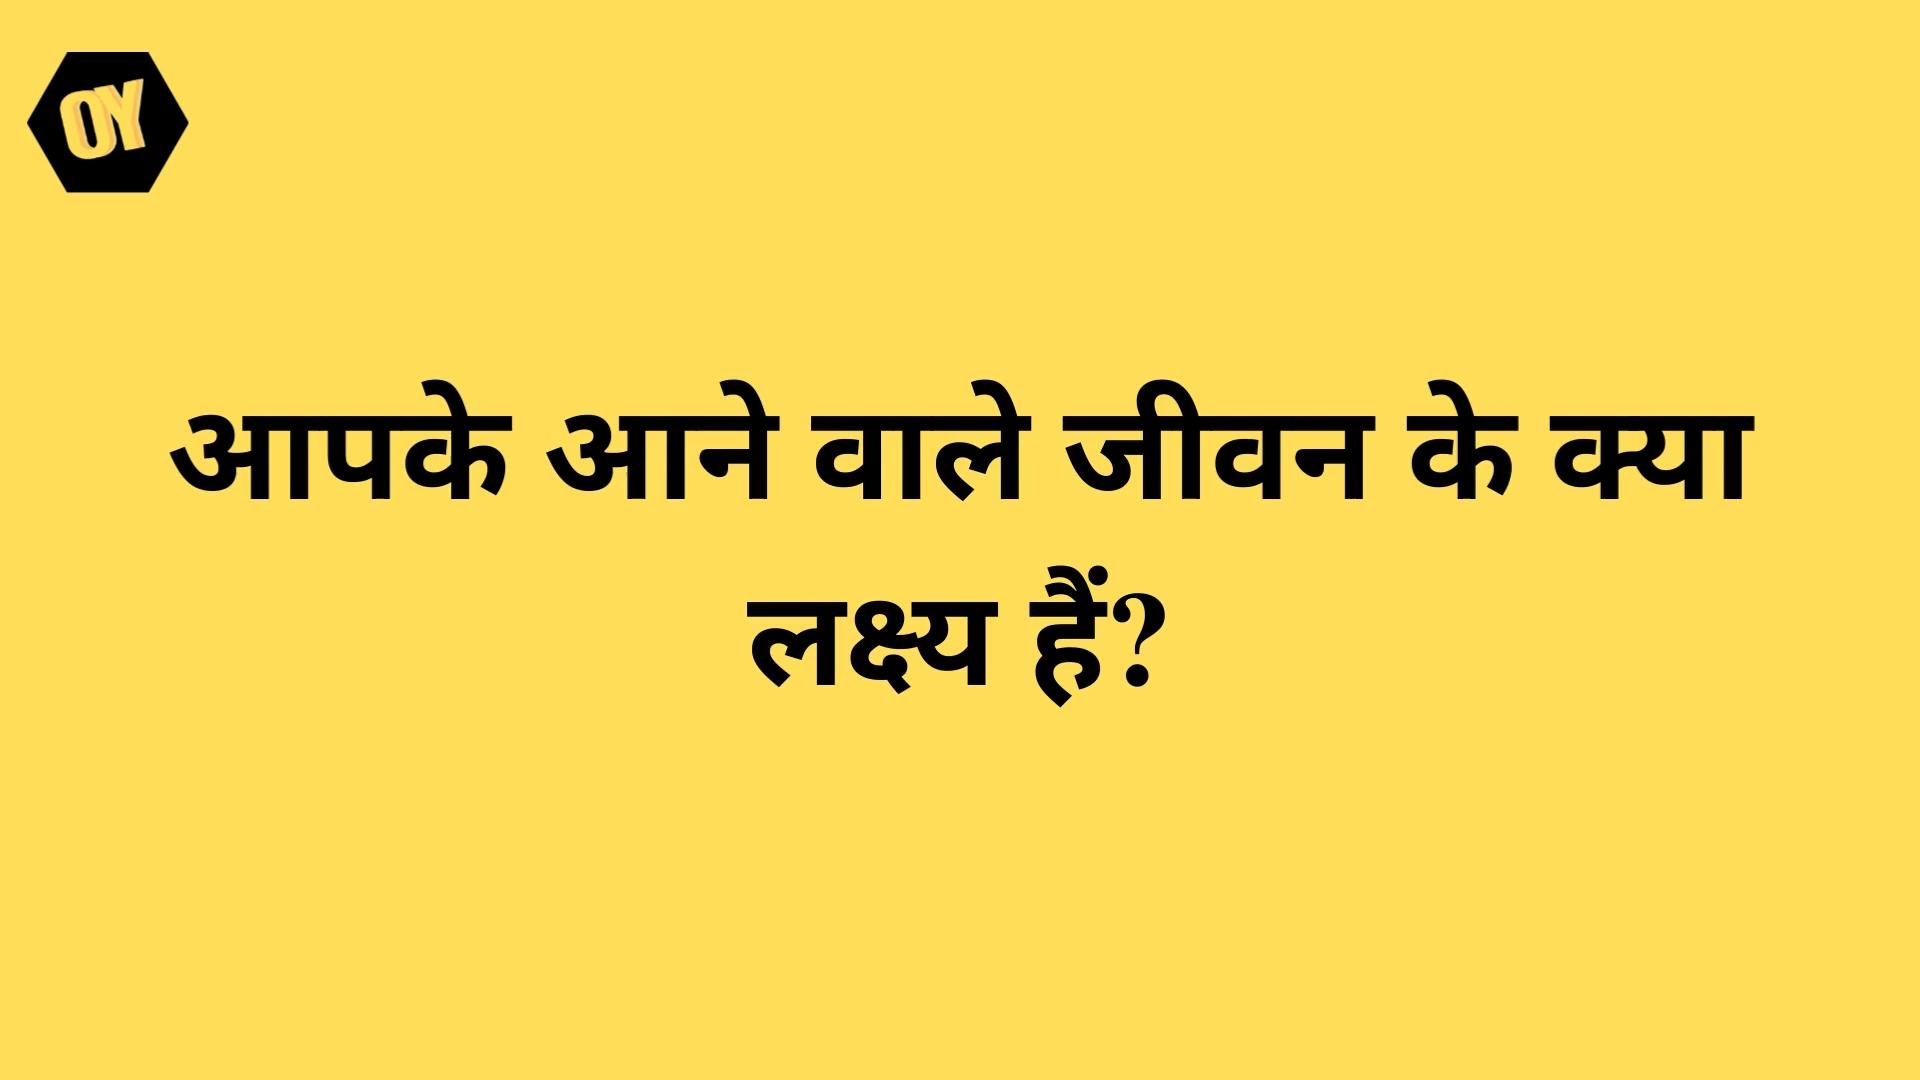 OY
आपके आने वाले जीवन के क्या
लक्ष्य हैं?